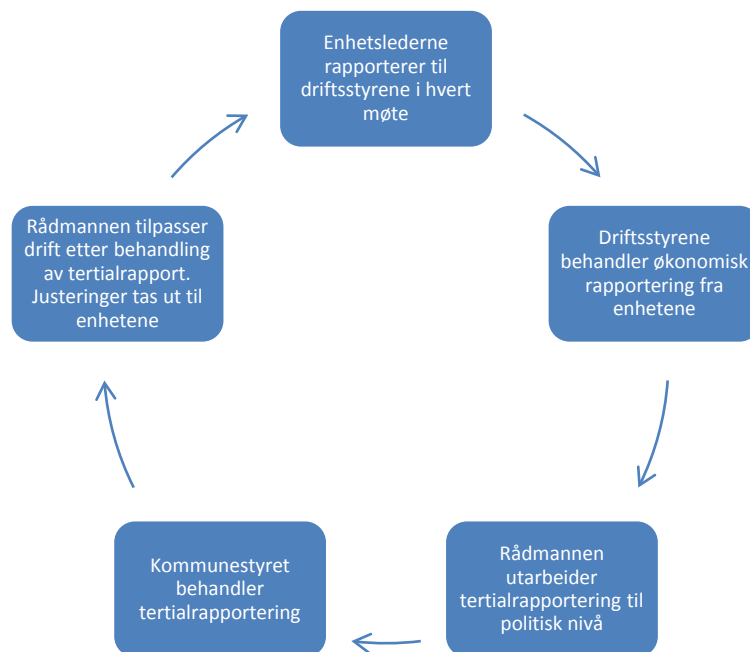 Enhetslederne
rapporterer til
driftsstyrene i hvert
møte
Driftsstyrene
behandler økonomisk
rapportering fra
enhetene
Rådmannen
utarbeider
tertialrapportering til
politisk nivå
Kommunestyret
behandler
tertialrapportering
Rådmannen tilpasser
drift etter behandling
av tertialrapport.
Justeringer tas ut til
enhetene